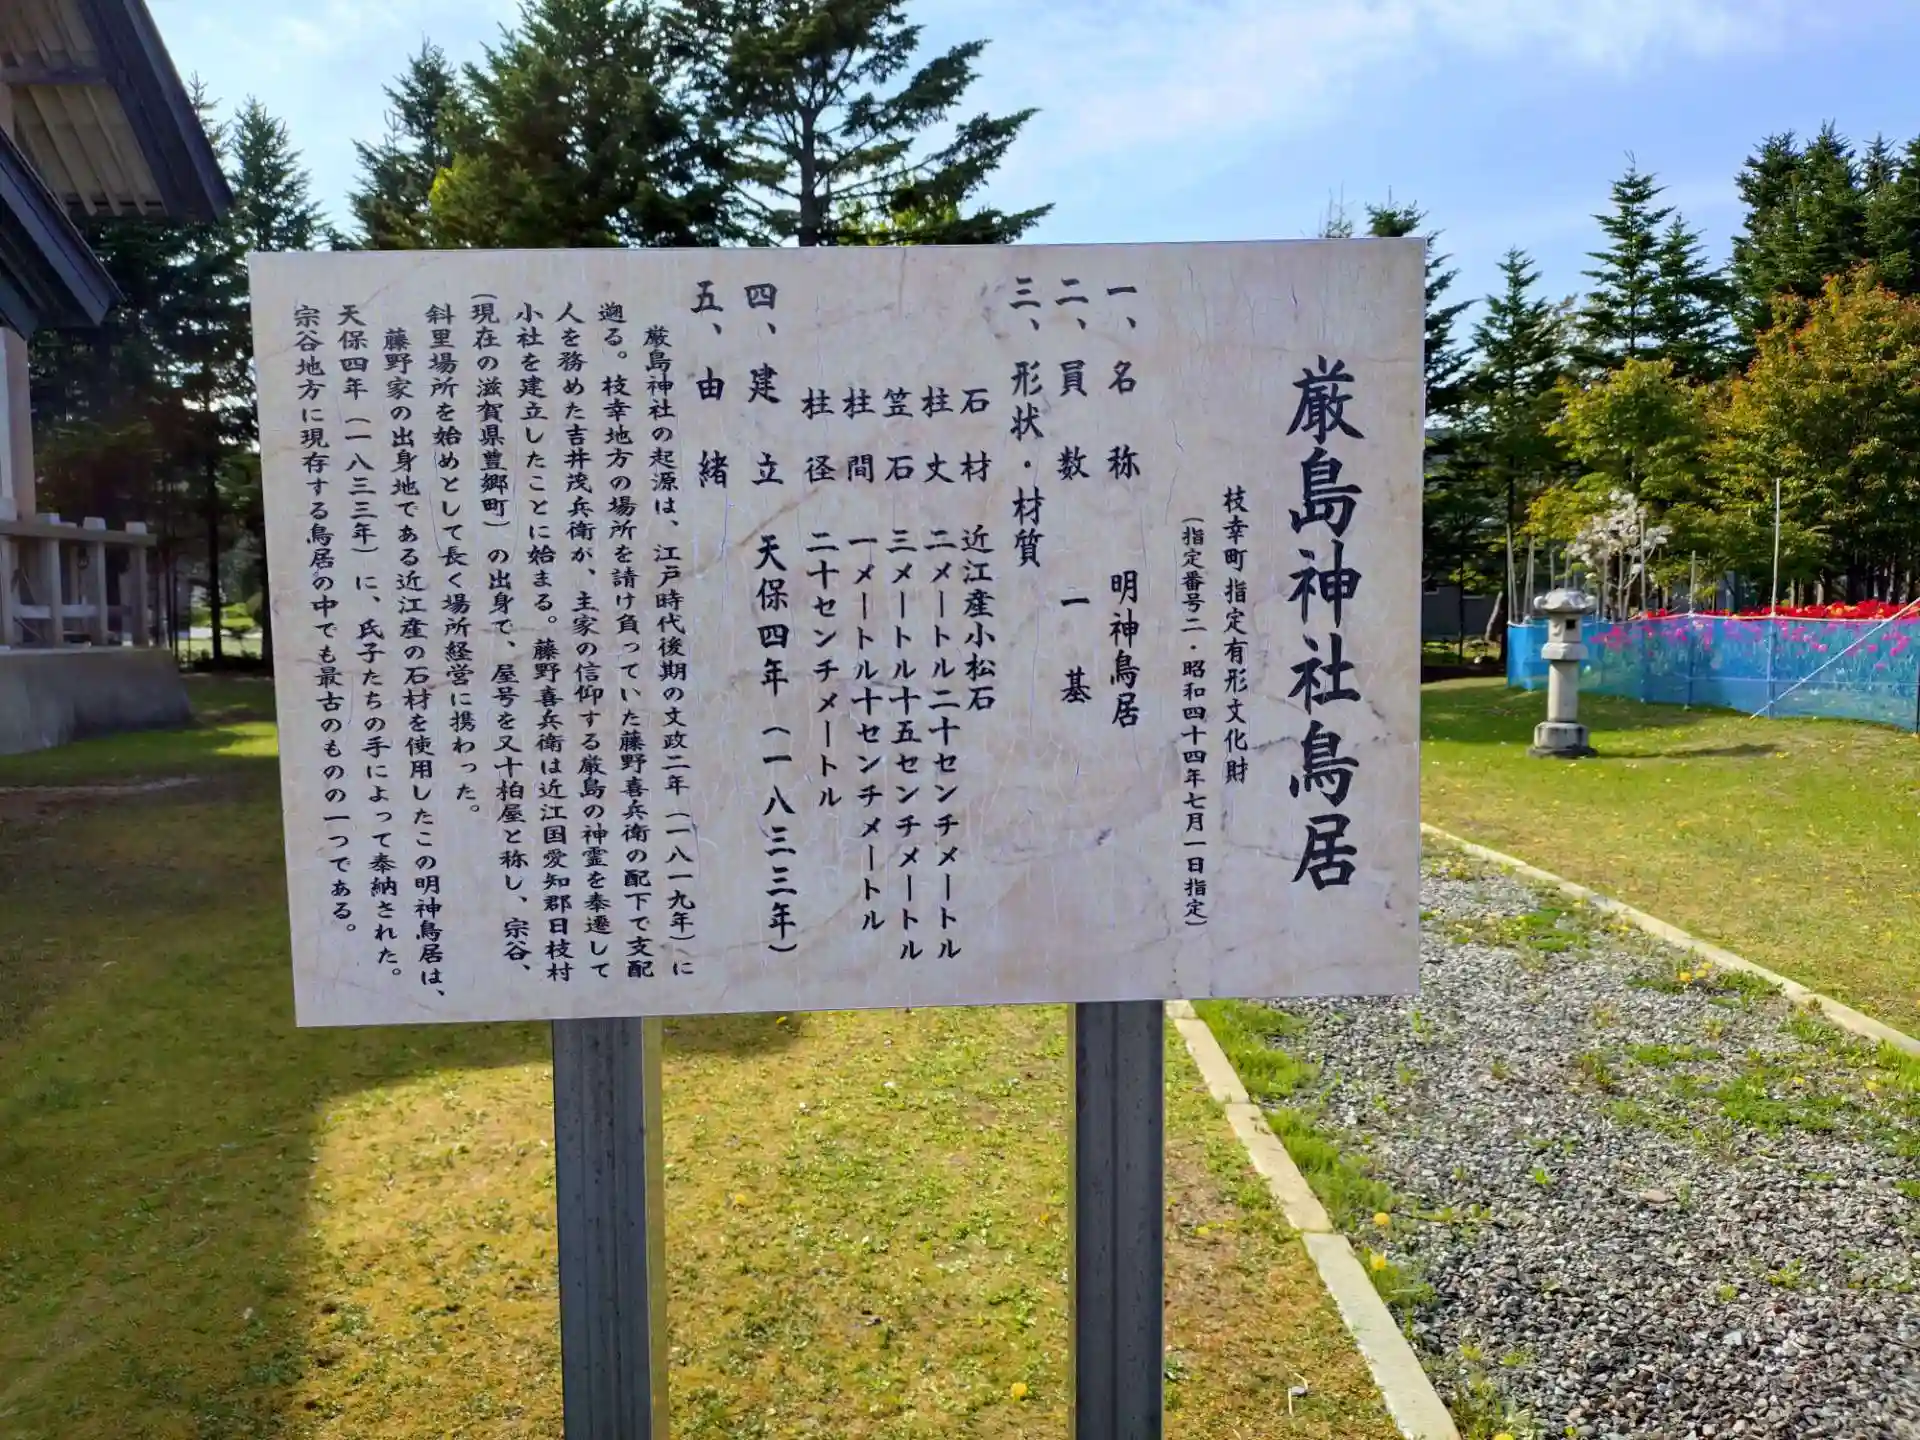 厳島神社鳥居
枝幸町指定有形文化財
（指定番号二・昭和四十四年七月一日指定）
一、名称　明神鳥居
二、員数　一基
三、形状・材質
石材　近江産小松石
柱丈　二メートル二十センチメートル
笠石　三メートル十五センチメートル
柱間　一メートル十センチメートル
柱径　二十センチメートル
四、建立　天保四年（一八三三年）
五、由緒
厳島神社の起源は、江戸時代後期の文政二年（一八一九年）に
遡る。枝幸地方の場所を請け負っていた藤野喜兵衛の配下で支配
人を務めた吉井茂兵衛が、主家の信仰する厳島の神霊を奉遷して
小社を建立したことに始まる。藤野喜兵衛は近江国愛知郡日枝村
（現在の滋賀県豊郷町）の出身で、屋号を又十柏屋と称し、宗谷、
斜里場所を始めとして長く場所経営に携わった。
藤野家の出身地である近江産の石材を使用したこの明神鳥居は、
天保四年（一八三三年）に、氏子たちの手によって奉納された。
宗谷地方に現存する鳥居の中でも最古のものの一つである。